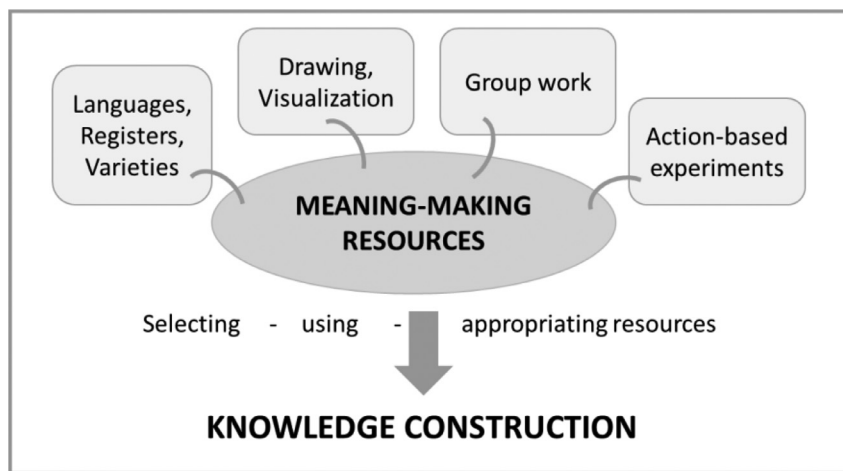 Languages,
Registers,
Varieties
Drawing,
Visualization
Group work
Action-based
experiments
MEANING-MAKING
RESOURCES
Selecting - using - appropriating resources
KNOWLEDGE CONSTRUCTION